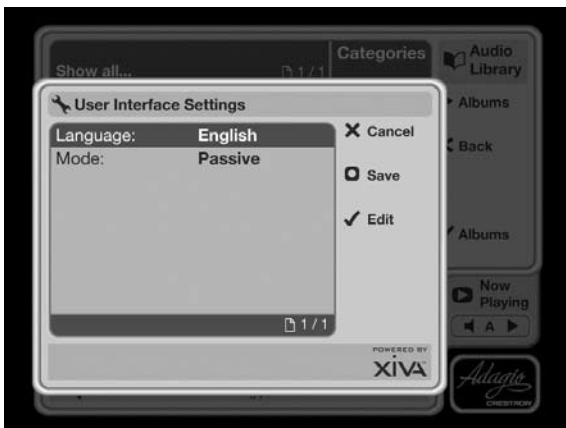 Show all...
1/1
Categories
Audio
Library
Albums
Back
Albums
Now
Playing
A
User Interface Settings
Language: English
Mode: Passive
1/1
Cancel
Save
Edit
POWERED BY
XiVA
Adagio
CRESTRON